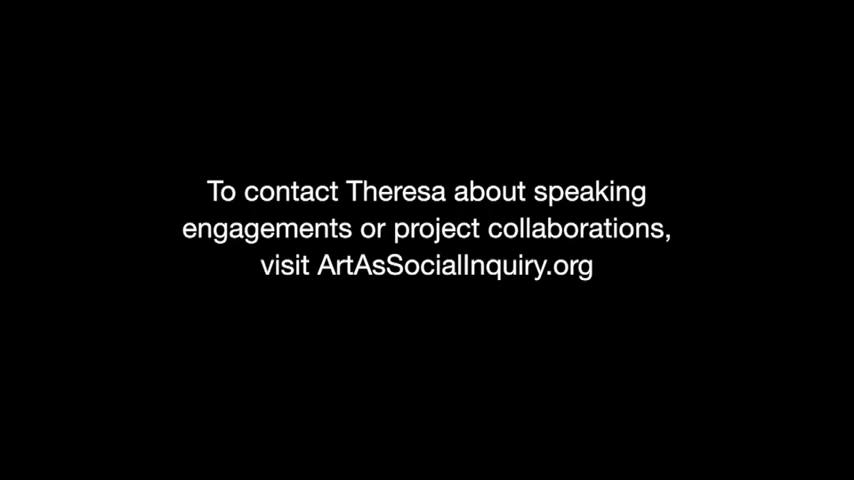 To contact Theresa about speaking
engagements or project collaborations,
visit ArtAsSocialInquiry.org